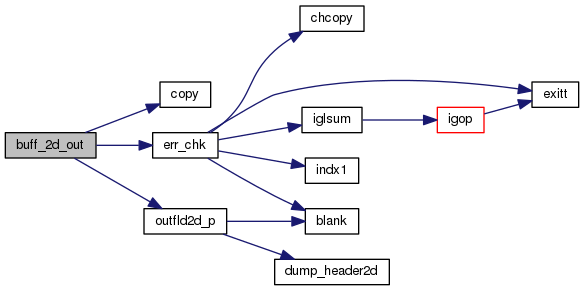 chcopy
copy
exitt
iglsum
igop
buff_2d_out
err_chk
indx1
outfld2d_p
blank
dump_header2d